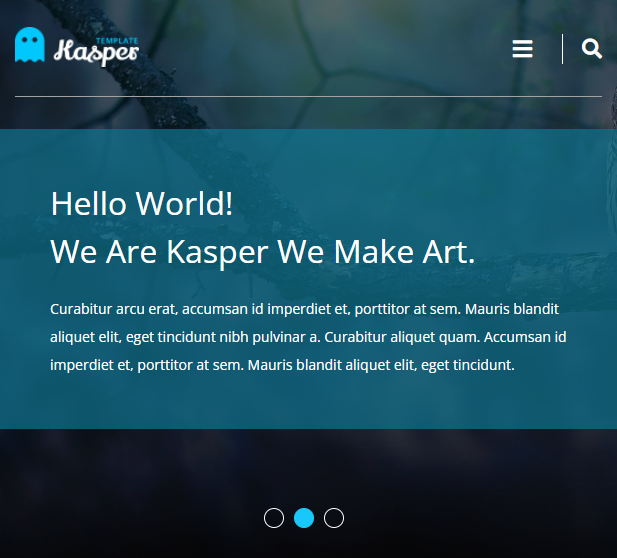 TEMPLATE
Kasper
Hello World!
We Are Kasper We Make Art.
Curabitur arcu erat, accumsan id imperdiet et, porttitor at sem. Mauris blandit
aliquet elit, eget tincidunt nibh pulvinar a. Curabitur aliquet quam. Accumsan id
imperdiet et, porttitor at sem. Mauris blandit aliquet elit, eget tincidunt.